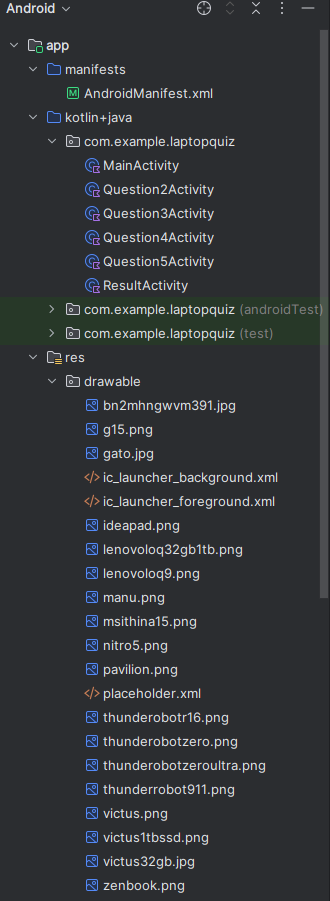 Android
app
manifests
AndroidManifest.xml
kotlin+java
com.example.laptopquiz
MainActivity
Question2Activity
Question3Activity
Question4Activity
Question5Activity
ResultActivity
com.example.laptopquiz (androidTest)
com.example.laptopquiz (test)
res
drawable
bn2mhngwvm391.jpg
g15.png
gato.jpg
ic_launcher_background.xml
ic_launcher_foreground.xml
ideapad.png
lenovoloq32gb1tb.png
lenovoloq9.png
manu.png
msithina15.png
nitro5.png
pavilion.png
placeholder.xml
thunderobotr16.png
thunderobotzero.png
thunderobotzeroultra.png
thunderrobot911.png
victus.png
victus1tbssd.png
victus32gb.jpg
zenbook.png